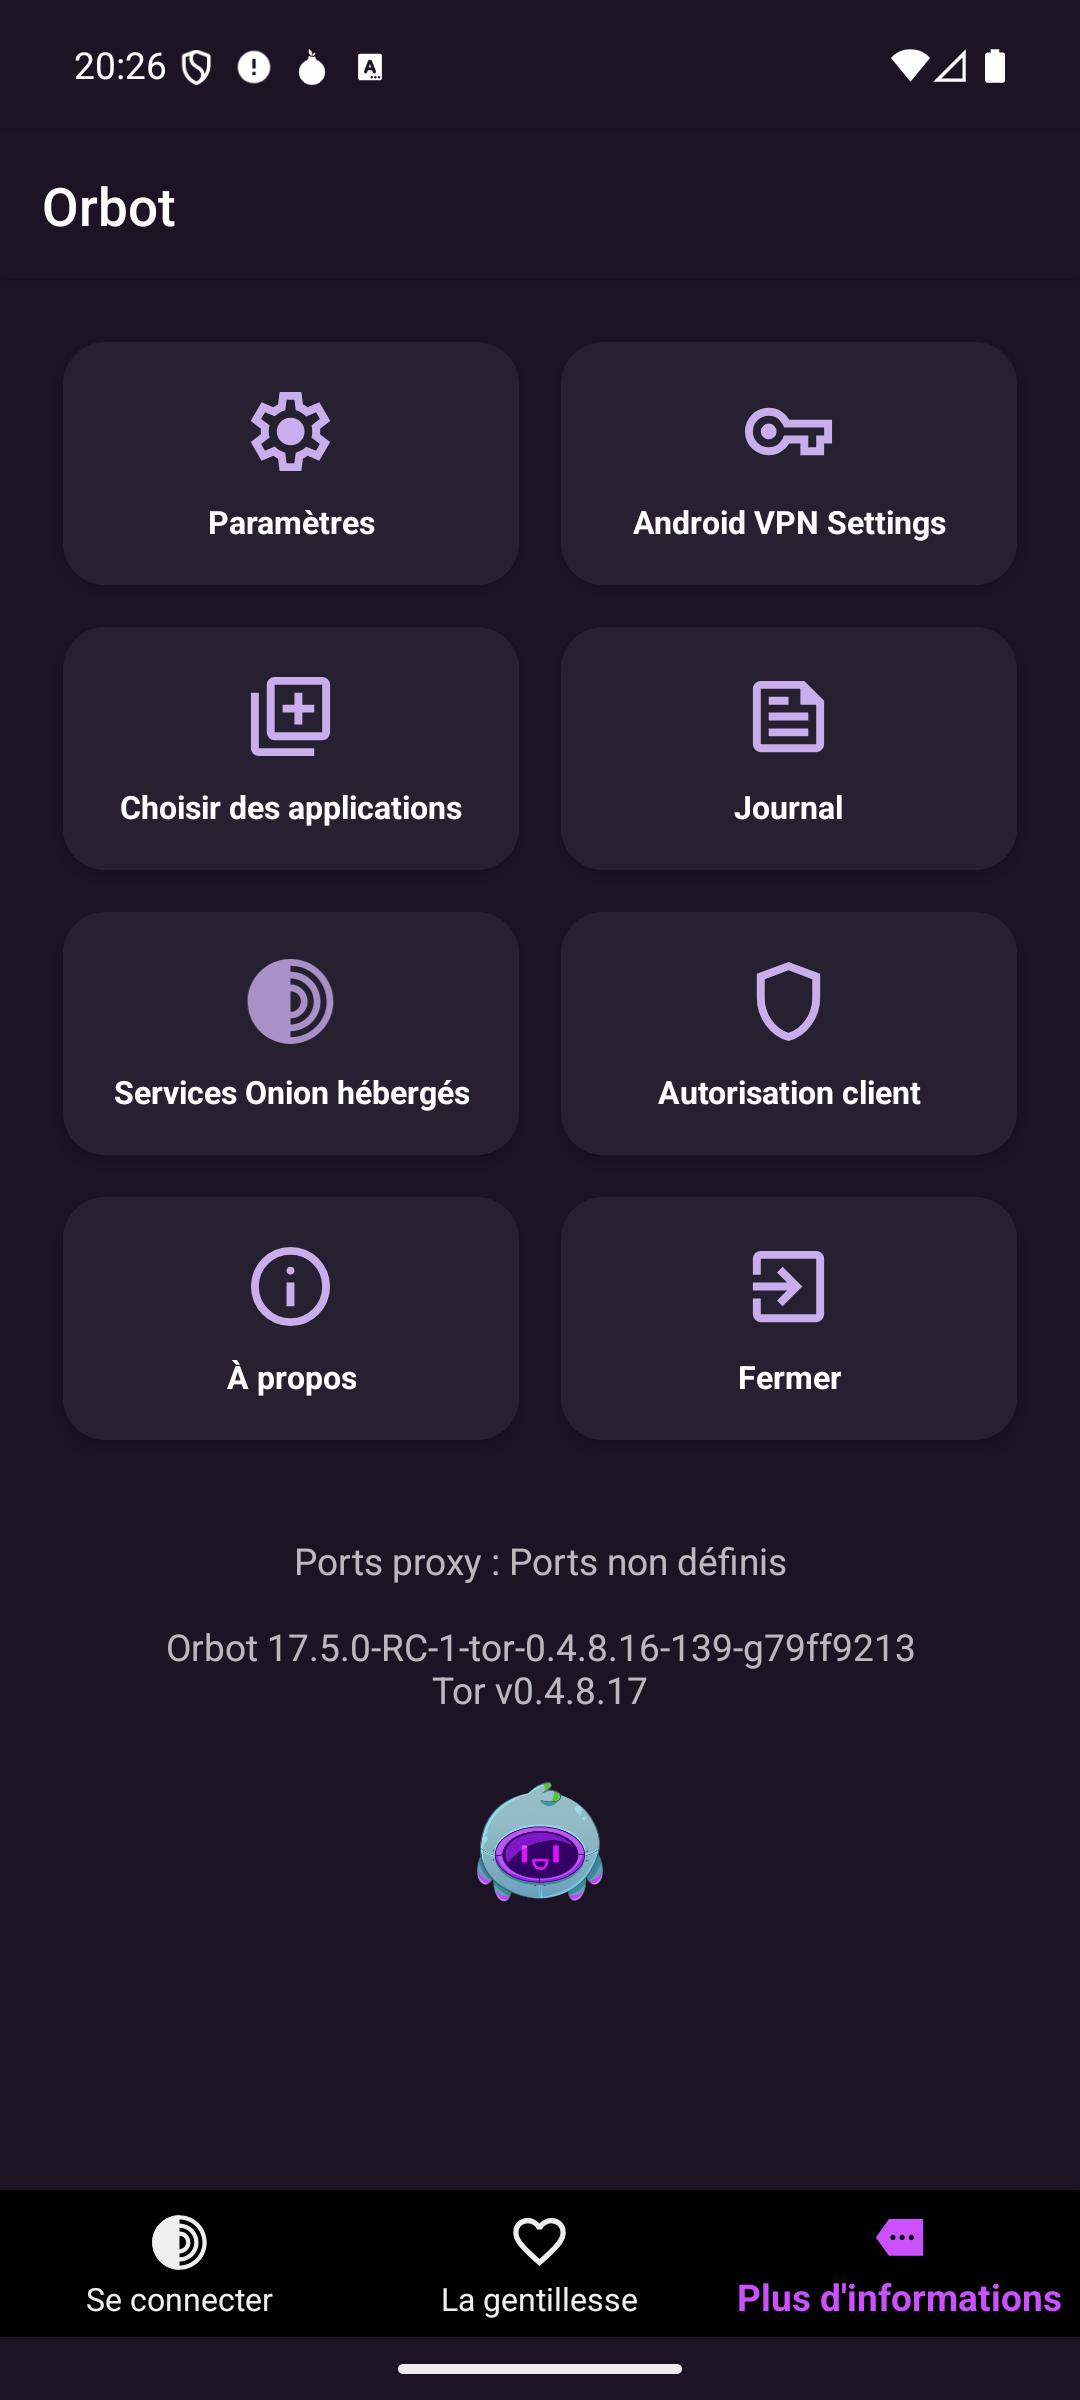 20:26
Orbot
Paramètres
Android VPN Settings
Choisir des applications
Journal
Services Onion hébergés
Autorisation client
À propos
Fermer
Ports proxy : Ports non définis
Orbot 17.5.0-RC-1-tor-0.4.8.16-139-g79ff9213
Tor v0.4.8.17
Se connecter
La gentillesse
Plus d'informations